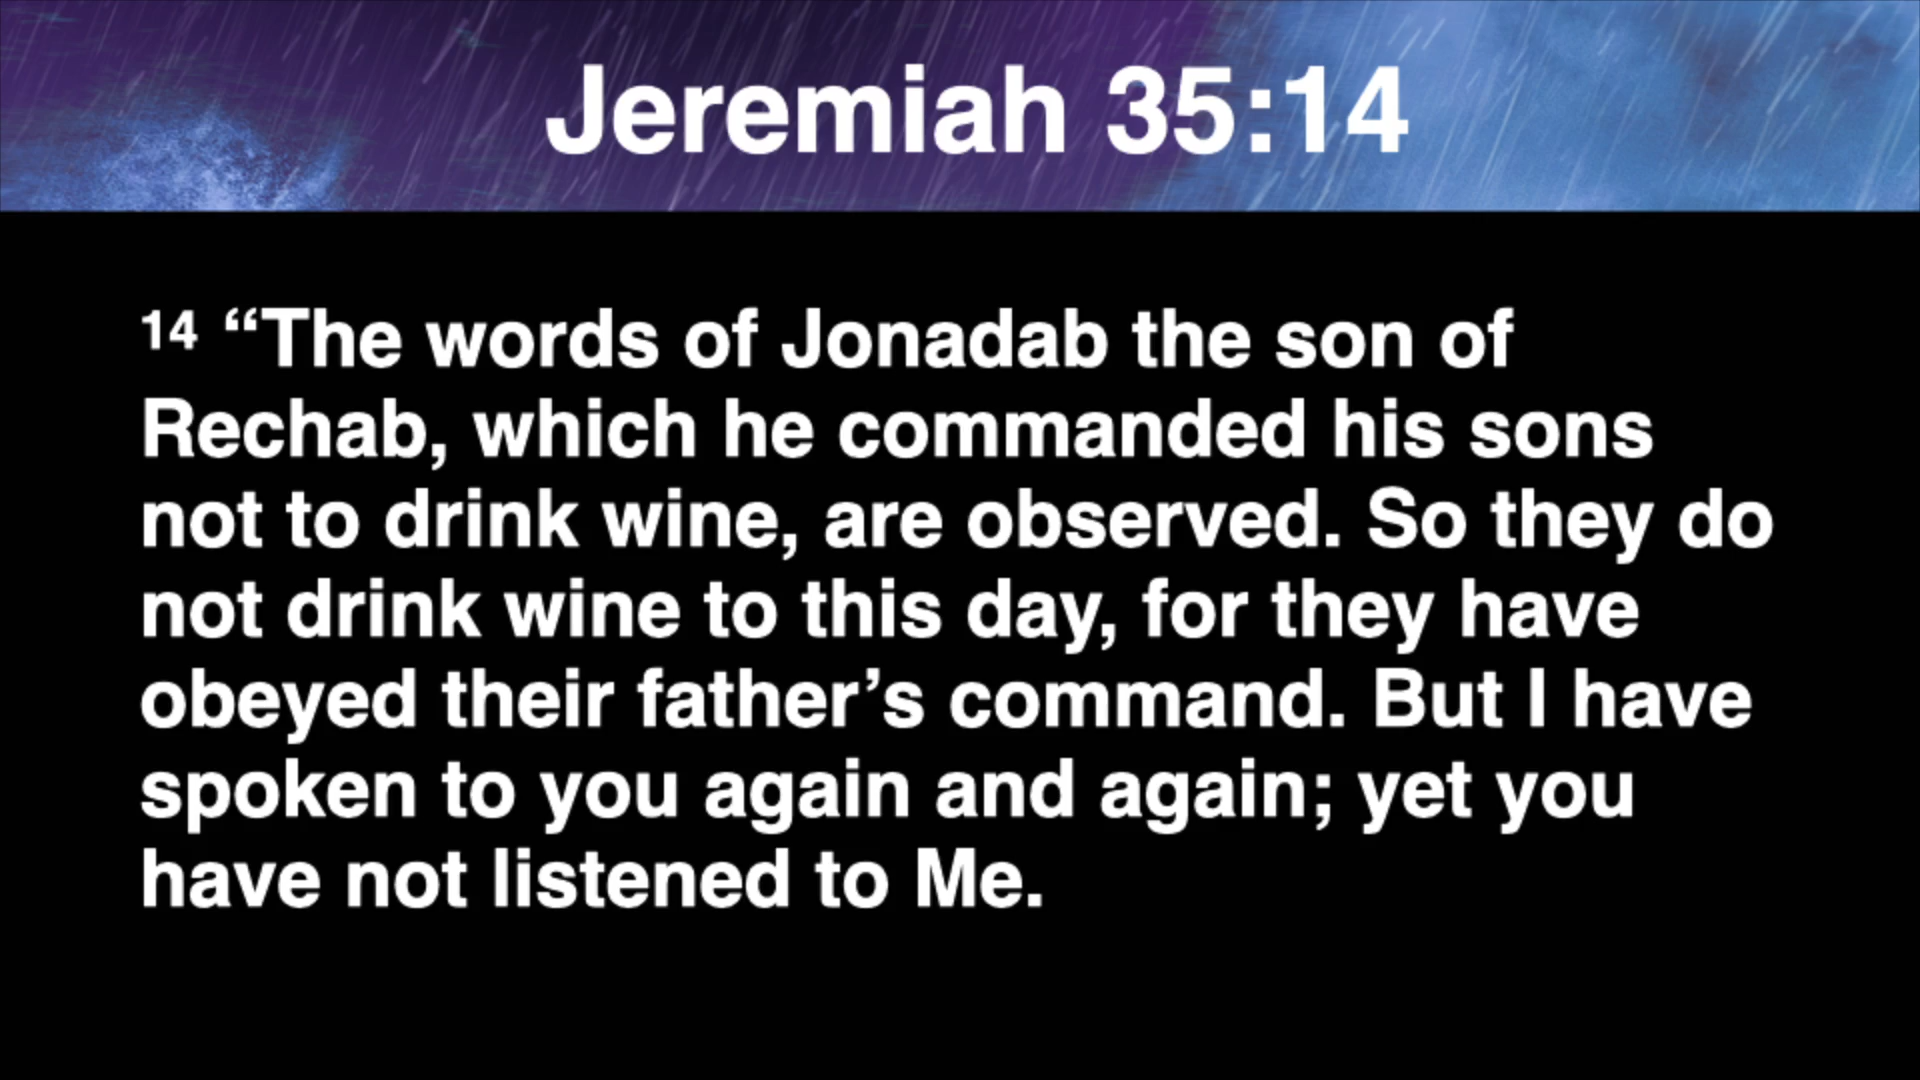 Jeremiah 35:14
14 “The words of Jonadab the son of
Rechab, which he commanded his sons
not to drink wine, are observed. So they do
not drink wine to this day, for they have
obeyed their father’s command. But I have
spoken to you again and again; yet you
have not listened to Me.